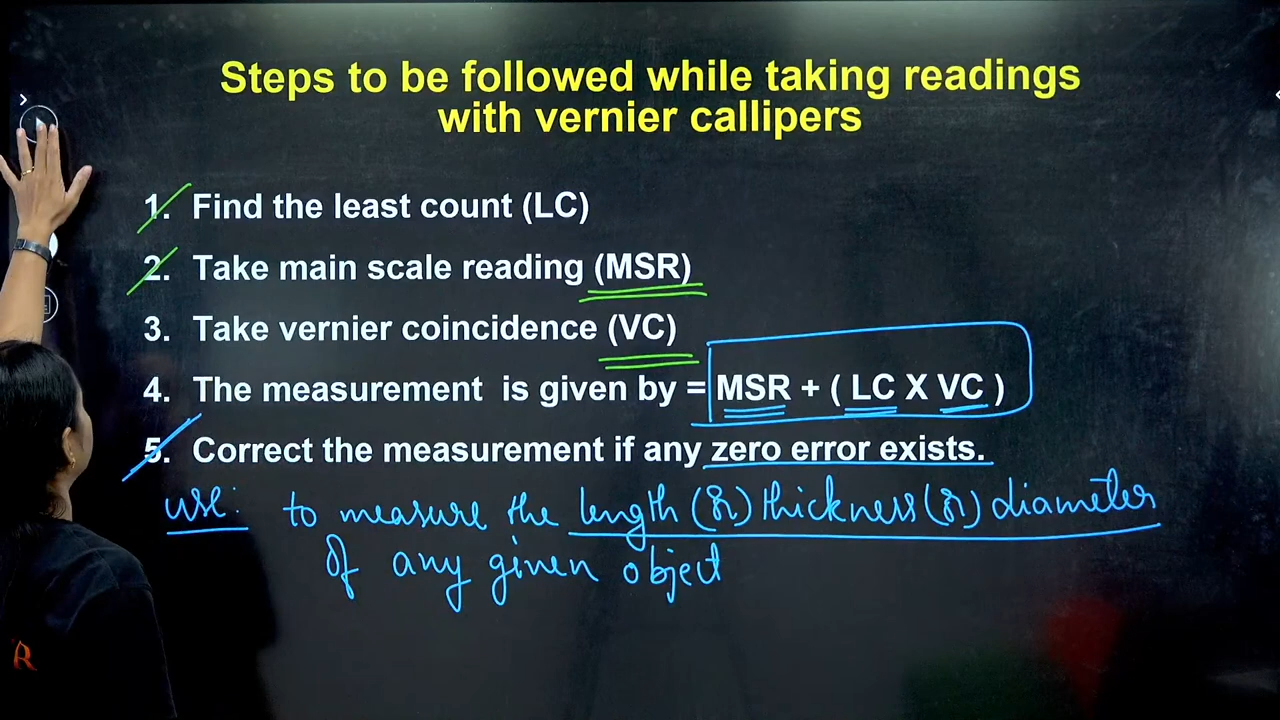 Steps to be followed while taking readings
with vernier callipers
1. Find the least count (LC)
2. Take main scale reading (MSR)
3. Take vernier coincidence (VC)
4. The measurement is given by = MSR + ( LC X VC )
5. Correct the measurement if any zero error exists.
use: to measure the length (or) thickness (or) diameter
of any given object
R